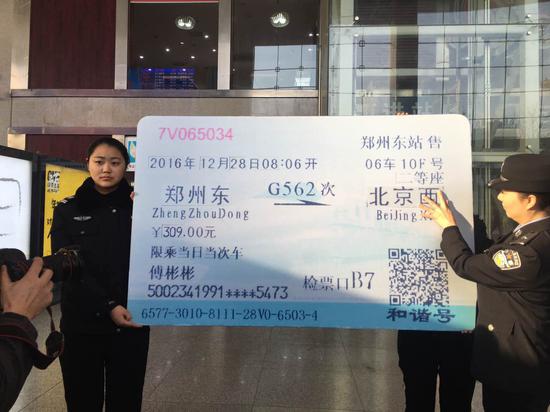 7V065034
郑州东站 售
2016年12月28日08:06开
06车10F号
二等座
郑州东
G562次
北京西
ZhengZhouDong
BeiJing
¥309.00元
限乘当日当次车
傅彬彬
5002341991****5473
检票口B7
6577-3010-8111-28V0-6503-4
和谐号